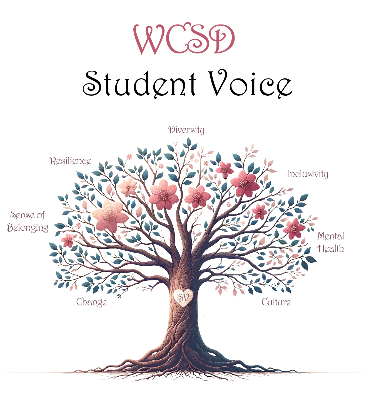 WCSD
Student Voice
Diversity
Resilience
Inclusivity
Sense of
Belonging
Mental
Health
Change
Culture